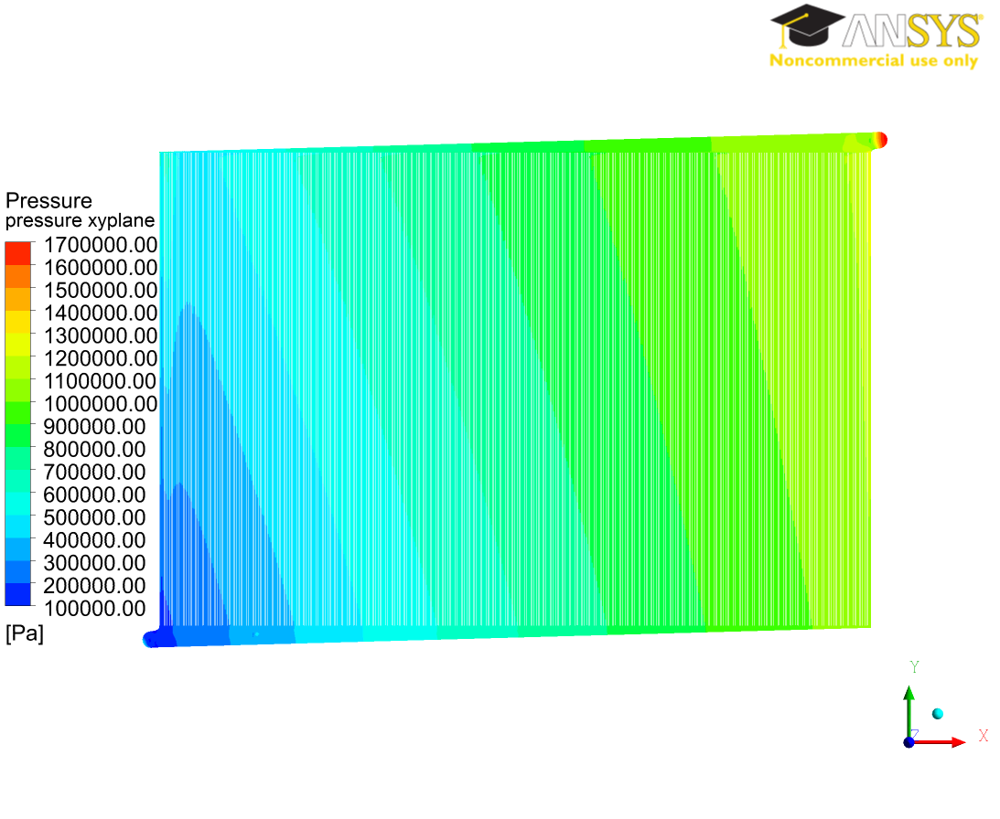 ANSYS
Noncommercial use only
Pressure
pressure xyplane
1700000.00
1600000.00
1500000.00
1400000.00
1300000.00
1200000.00
1100000.00
1000000.00
900000.00
800000.00
700000.00
600000.00
500000.00
400000.00
300000.00
200000.00
100000.00
[Pa]
Y
Z
X